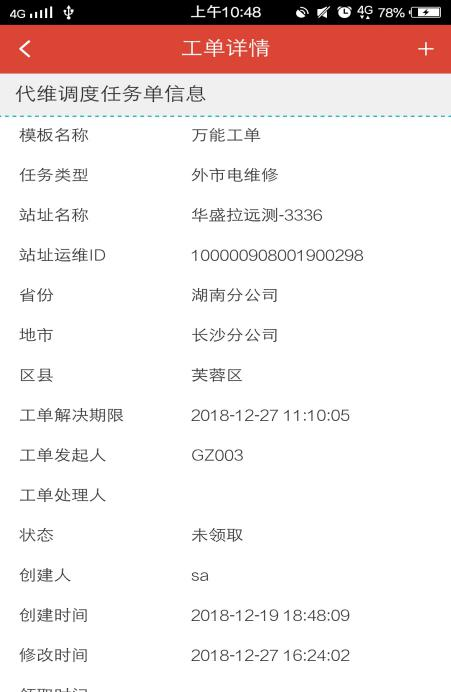 4G 上午10:48 4G 78%
工单详情 +
代维调度任务单信息
模板名称 万能工单
任务类型 外市电维修
站址名称 华盛拉远测-3336
站址运维ID 100000908001900298
省份 湖南分公司
地市 长沙分公司
区县 芙蓉区
工单解决期限 2018-12-27 11:10:05
工单发起人 GZ003
工单处理人
状态 未领取
创建人 sa
创建时间 2018-12-19 18:48:09
修改时间 2018-12-27 16:24:02